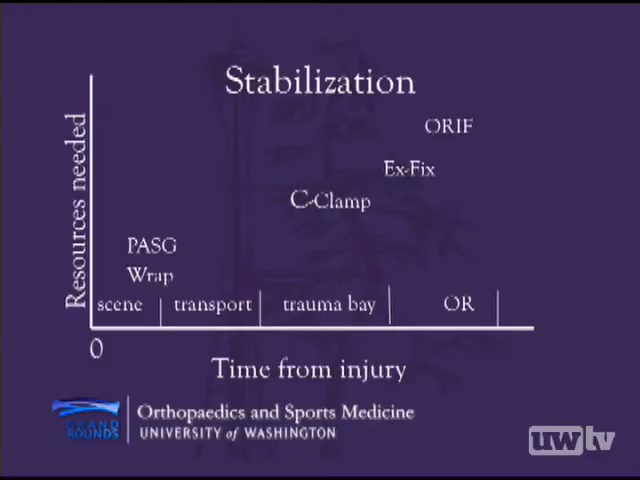 Stabilization
ORIF
Ex-Fix
C-Clamp
PASG
Wrap
Resources needed
scene
transport
trauma bay
OR
0
Time from injury
GRAND
ROUNDS
Orthopaedics and Sports Medicine
UNIVERSITY of WASHINGTON
uwtv